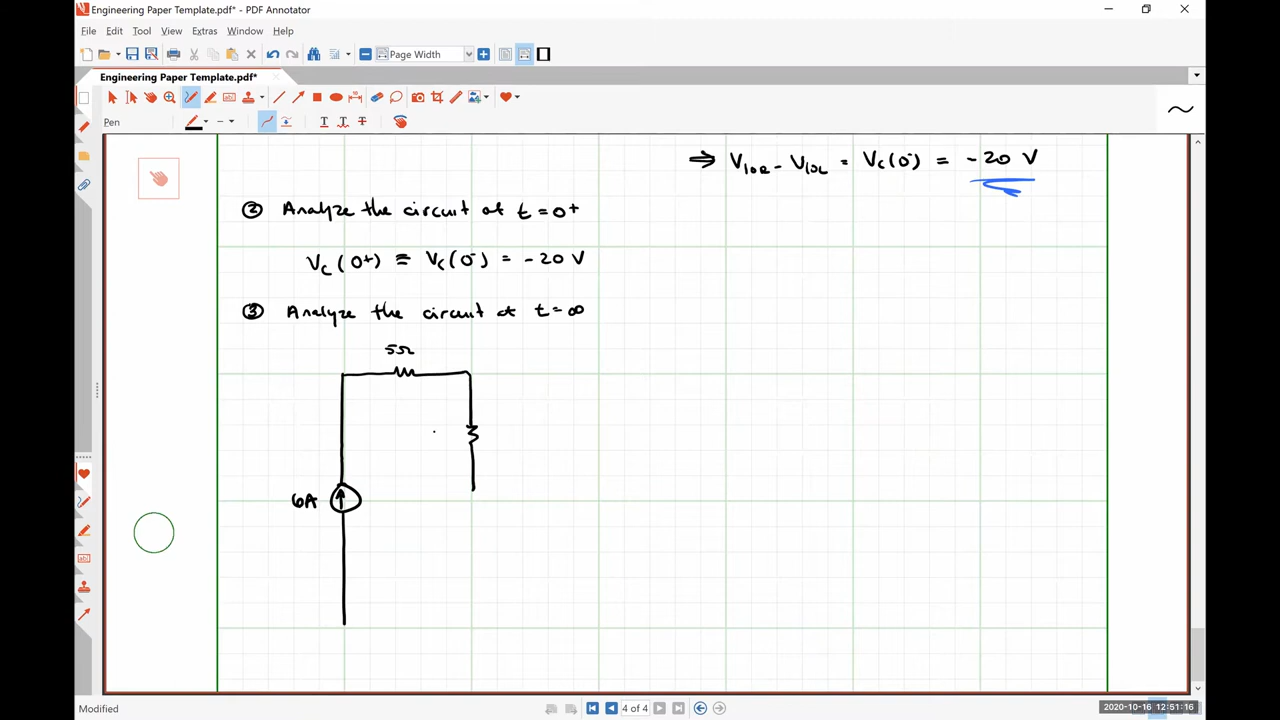 Engineering Paper Template.pdf* - PDF Annotator
File Edit Tool View Extras Window Help
Page Width
Engineering Paper Template.pdf*
Pen
⇒ V10R - V10L = Vc(0⁻) = -20 V
② Analyze the circuit at t=0+
Vc(0+) = Vc(0⁻) = -20 V
③ Analyze the circuit at t=∞
5Ω
6A
Modified
4 of 4
2020-10-16 12:51:16